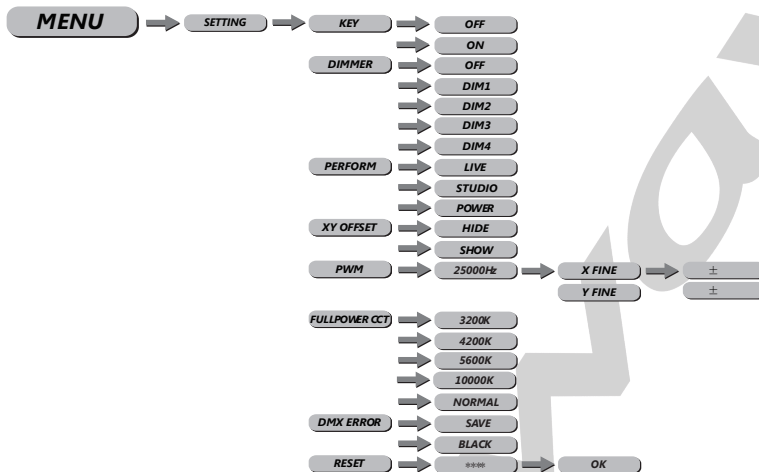 MENU SETTING KEY OFF
ON
DIMMER OFF
DIM1
DIM2
DIM3
DIM4
PERFORM LIVE
STUDIO
POWER
XY OFFSET HIDE
SHOW
PWM 25000Hz X FINE ±
Y FINE ±
FULLPOWER CCT 3200K
4200K
5600K
10000K
NORMAL
DMX ERROR SAVE
BLACK
RESET **** OK